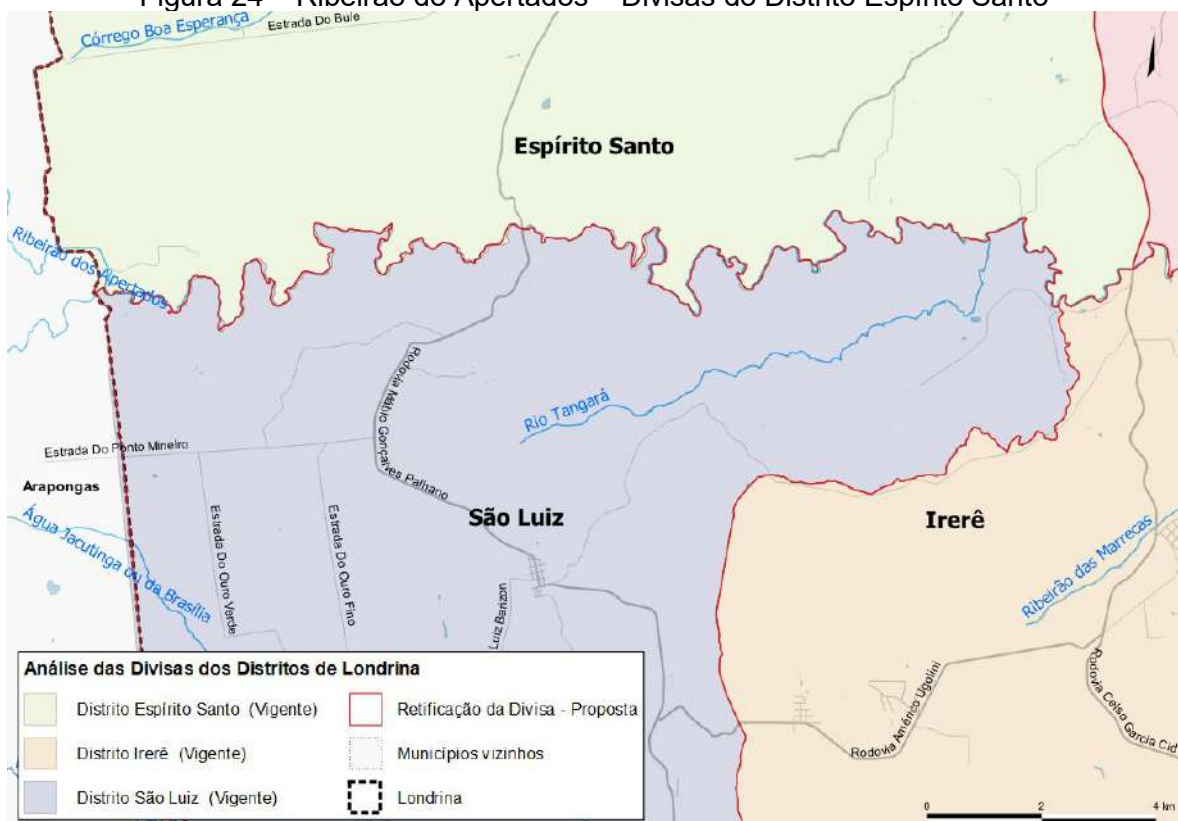 Figura 24 – Ribeirão do Apertados – Divisas do Distrito Espírito Santo
Córrego Boa Esperança
Estrada Do Bule
Espírito Santo
Ribeirão dos Apertados
Rodovia Mábio Gonçalves Palhano
Rio Tangará
Estrada Do Ponto Mineiro
Arapongas
Água Jacutinga ou da Brasília
Estrada Do Ouro Verde
Estrada Do Ouro Fino
São Luiz
Luiz Barizon
Irerê
Ribeirão das Marrecas
Rodovia Américo Ugolini
Rodovia Celso Garcia Cid
Análise das Divisas dos Distritos de Londrina
Distrito Espírito Santo (Vigente)
Retificação da Divisa - Proposta
Distrito Irerê (Vigente)
Municípios vizinhos
Distrito São Luiz (Vigente)
Londrina
0 2 4 km